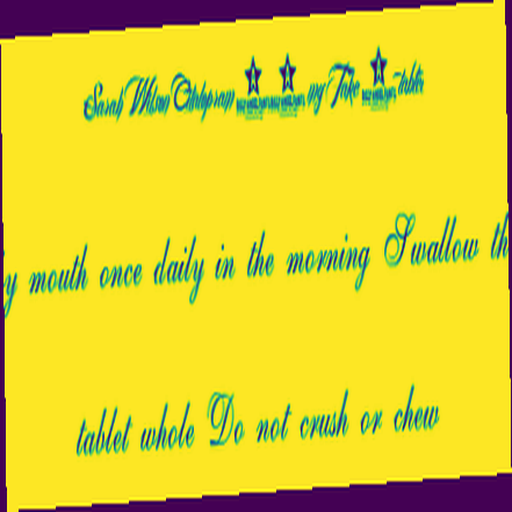 Sarah Wilson Citalopram mg Take tablet
y mouth once daily in the morning Swallow th
tablet whole Do not crush or chew